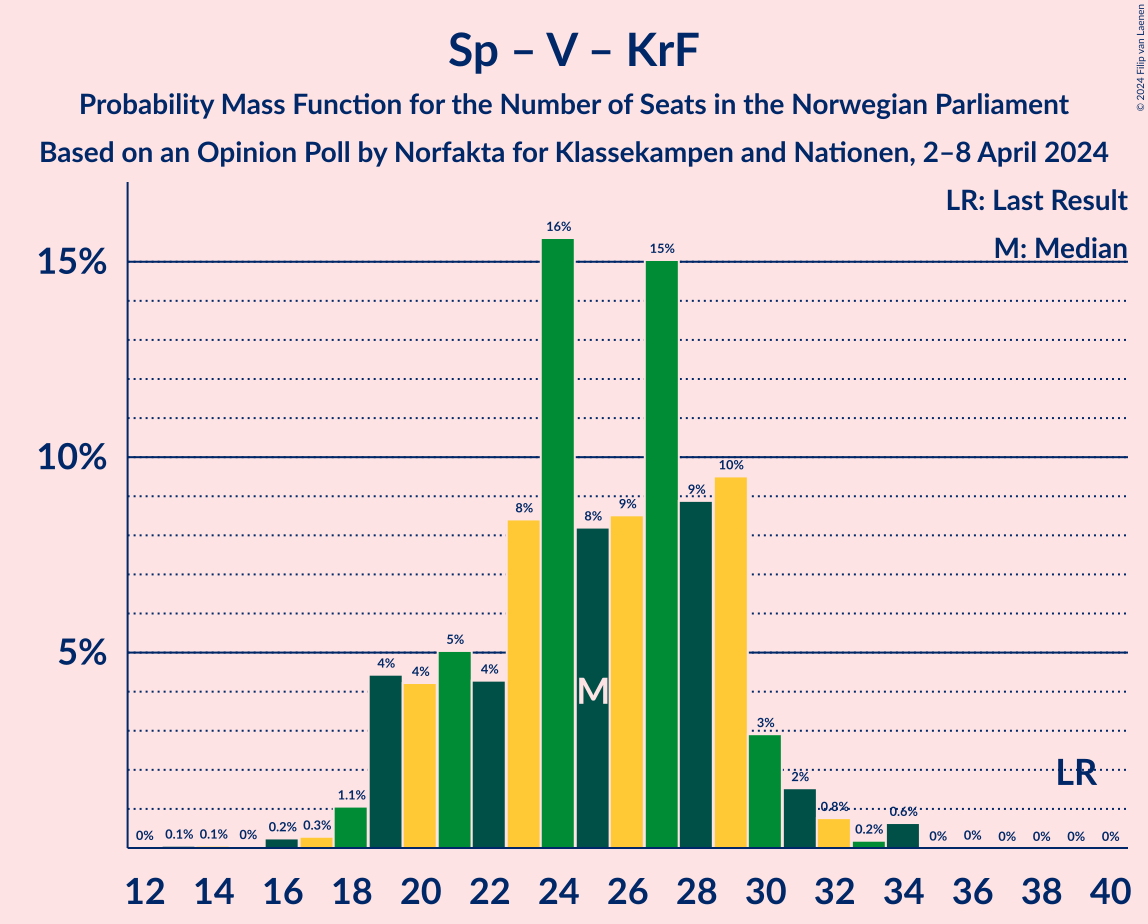 © 2024 Filip van Laenen
Sp – V – KrF
Probability Mass Function for the Number of Seats in the Norwegian Parliament
Based on an Opinion Poll by Norfakta for Klassekampen and Nationen, 2–8 April 2024
LR: Last Result
M: Median
15%
10%
5%
0% 0.1% 0.1% 0% 0.2% 0.3% 1.1% 4% 4% 5% 4% 8% 16% 8% 9% 15% 9% 10% 3% 2% 0.8% 0.2% 0.6% 0% 0% 0% 0% 0% 0%
M
LR
12 14 16 18 20 22 24 26 28 30 32 34 36 38 40